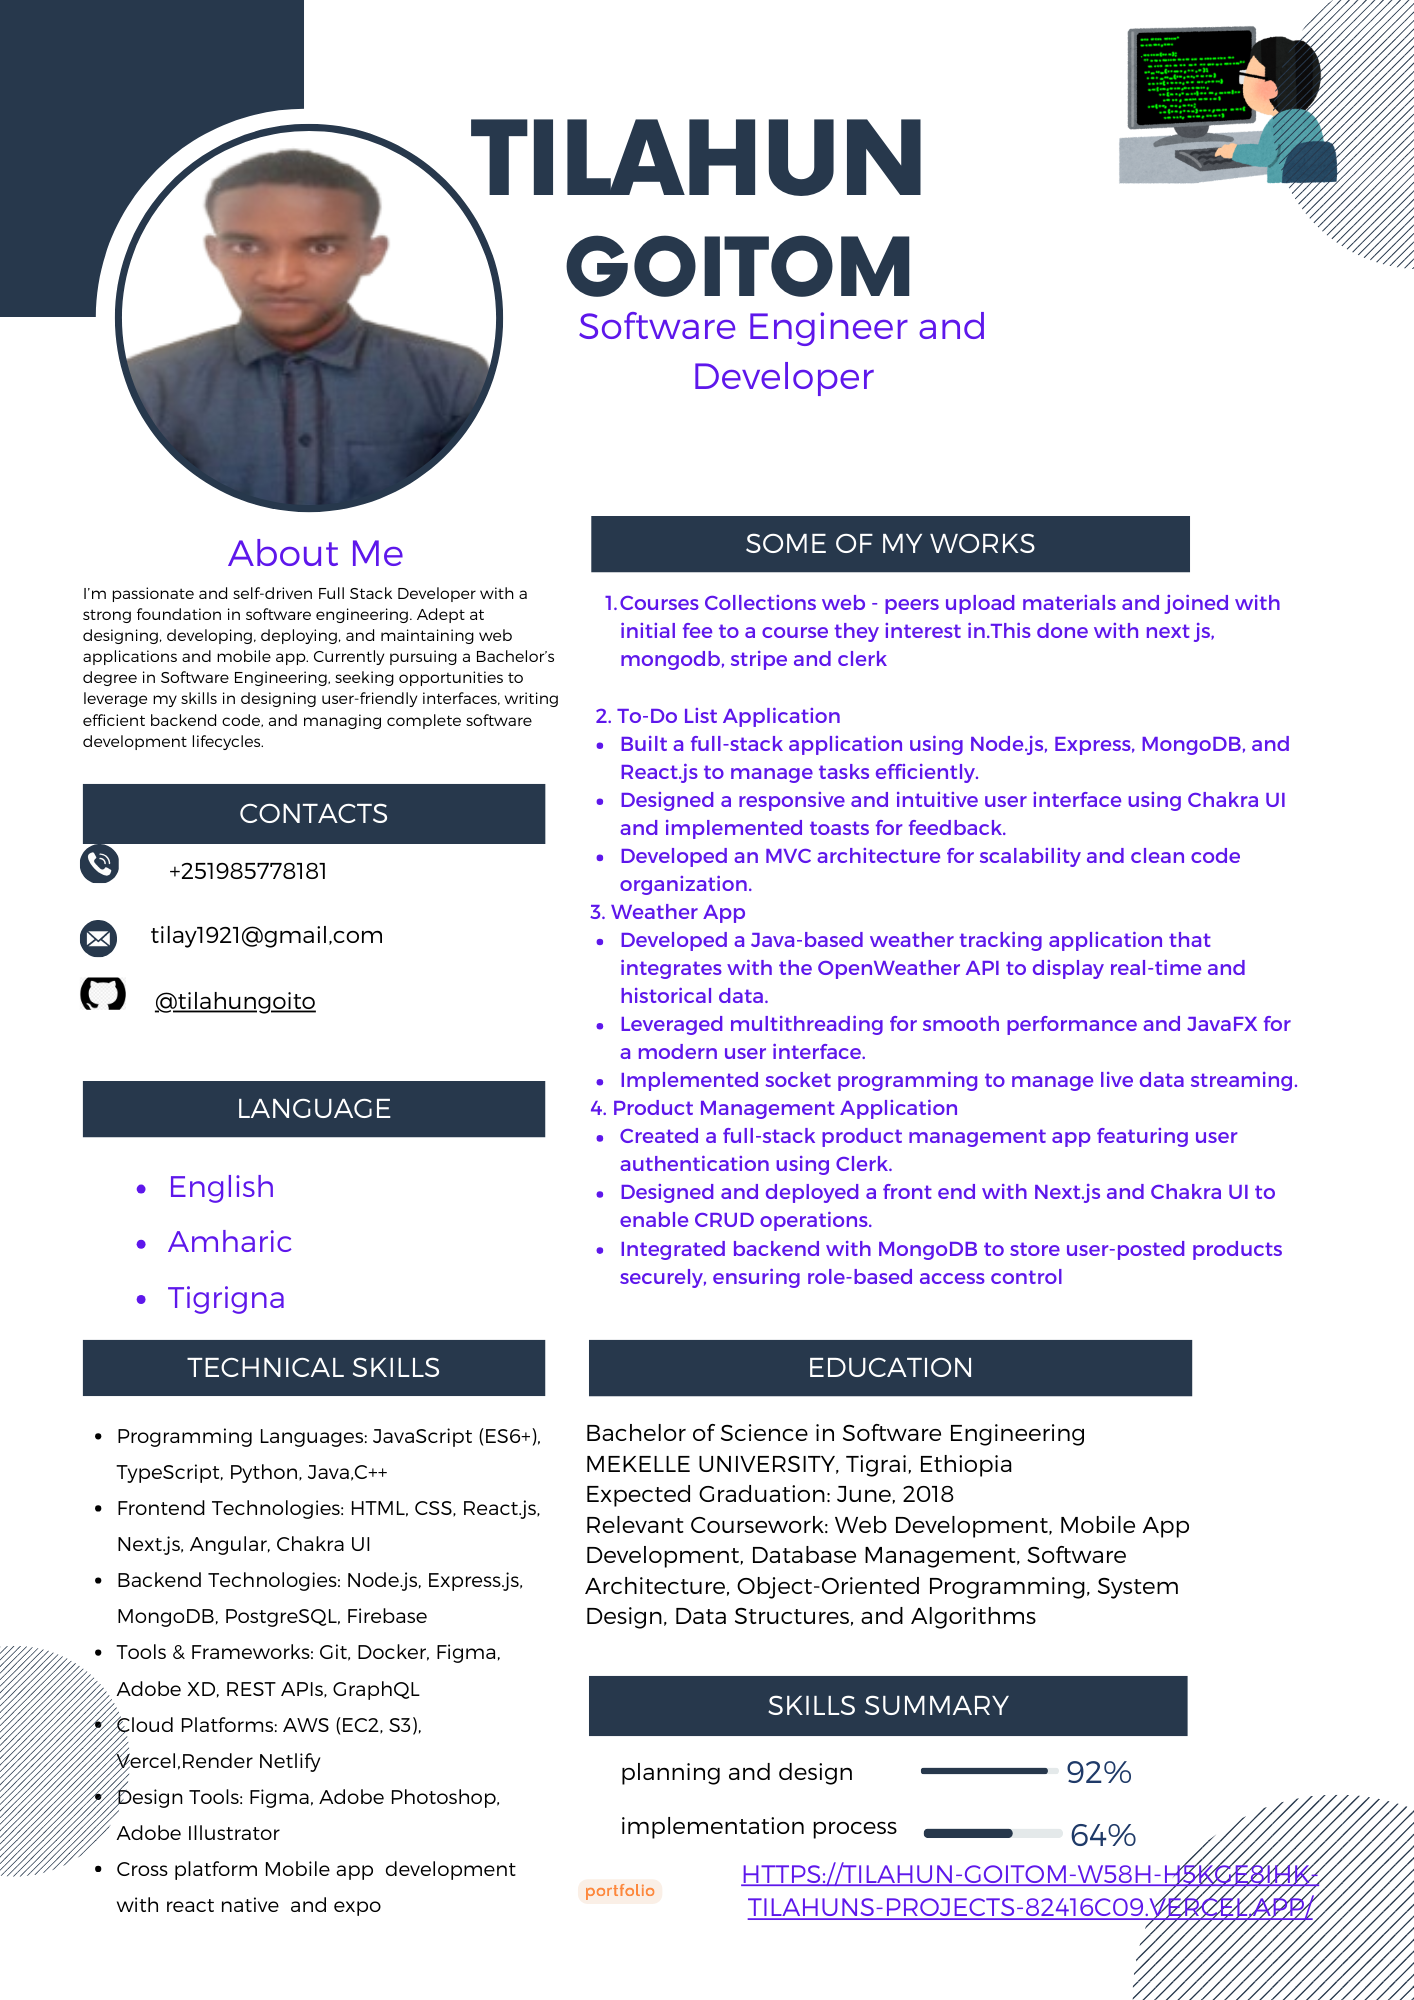 TILAHUN
GOITOM
Software Engineer and
Developer
About Me
I'm passionate and self-driven Full Stack Developer with a
strong foundation in software engineering. Adept at
designing, developing, deploying, and maintaining web
applications and mobile app. Currently pursuing a Bachelor's
degree in Software Engineering, seeking opportunities to
leverage my skills in designing user-friendly interfaces, writing
efficient backend code, and managing complete software
development lifecycles.
CONTACTS
+251985778181
tilay1921@gmail,com
@tilahungoito
LANGUAGE
• English
• Amharic
• Tigrigna
TECHNICAL SKILLS
• Programming Languages: JavaScript (ES6+),
TypeScript, Python, Java,C++
• Frontend Technologies: HTML, CSS, React.js,
Next.js, Angular, Chakra UI
• Backend Technologies: Node.js, Express.js,
MongoDB, PostgreSQL, Firebase
• Tools & Frameworks: Git, Docker, Figma,
Adobe XD, REST APIs, GraphQL
• Cloud Platforms: AWS (EC2, S3),
Vercel,Render Netlify
• Design Tools: Figma, Adobe Photoshop,
Adobe Illustrator
• Cross platform Mobile app development
with react native and expo
SOME OF MY WORKS
1. Courses Collections web - peers upload materials and joined with
initial fee to a course they interest in.This done with next js,
mongodb, stripe and clerk
2. To-Do List Application
• Built a full-stack application using Node.js, Express, MongoDB, and
React.js to manage tasks efficiently.
• Designed a responsive and intuitive user interface using Chakra UI
and implemented toasts for feedback.
• Developed an MVC architecture for scalability and clean code
organization.
3. Weather App
• Developed a Java-based weather tracking application that
integrates with the OpenWeather API to display real-time and
historical data.
• Leveraged multithreading for smooth performance and JavaFX for
a modern user interface.
• Implemented socket programming to manage live data streaming.
4. Product Management Application
• Created a full-stack product management app featuring user
authentication using Clerk.
• Designed and deployed a front end with Next.js and Chakra UI to
enable CRUD operations.
• Integrated backend with MongoDB to store user-posted products
securely, ensuring role-based access control
EDUCATION
Bachelor of Science in Software Engineering
MEKELLE UNIVERSITY, Tigrai, Ethiopia
Expected Graduation: June, 2018
Relevant Coursework: Web Development, Mobile App
Development, Database Management, Software
Architecture, Object-Oriented Programming, System
Design, Data Structures, and Algorithms
SKILLS SUMMARY
planning and design 92%
implementation process 64%
portfolio
HTTPS://TILAHUN-GOITOM-W58H-H5KGE8IHK-
TILAHUNS-PROJECTS-82416C09.VERCEL.APP/